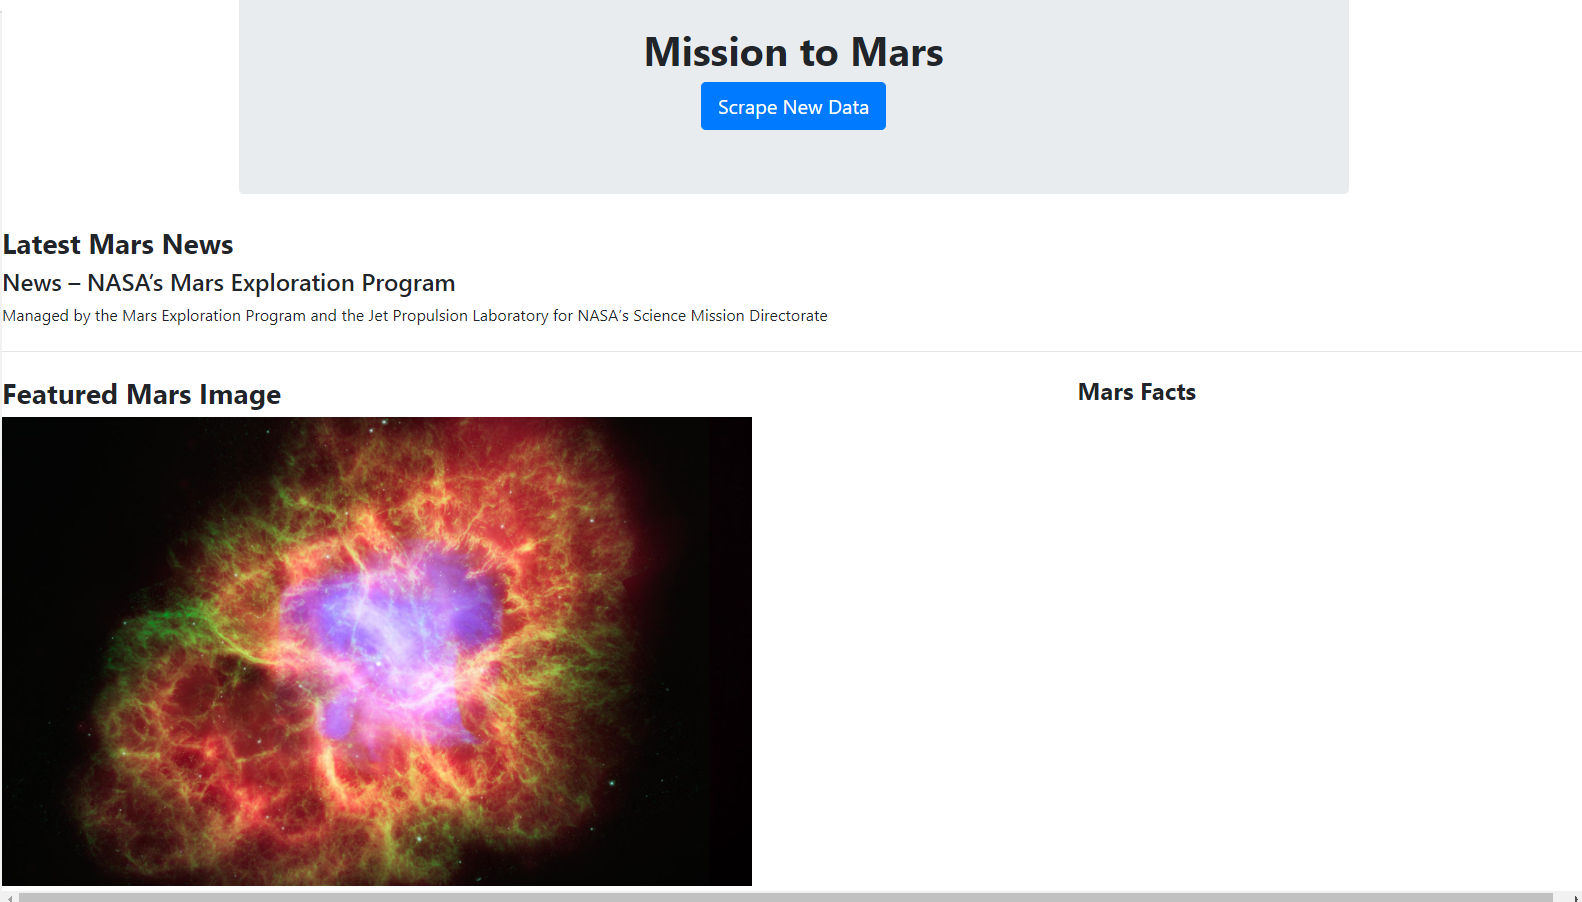 Mission to Mars
Scrape New Data
Latest Mars News
News – NASA’s Mars Exploration Program
Managed by the Mars Exploration Program and the Jet Propulsion Laboratory for NASA’s Science Mission Directorate
Featured Mars Image
Mars Facts